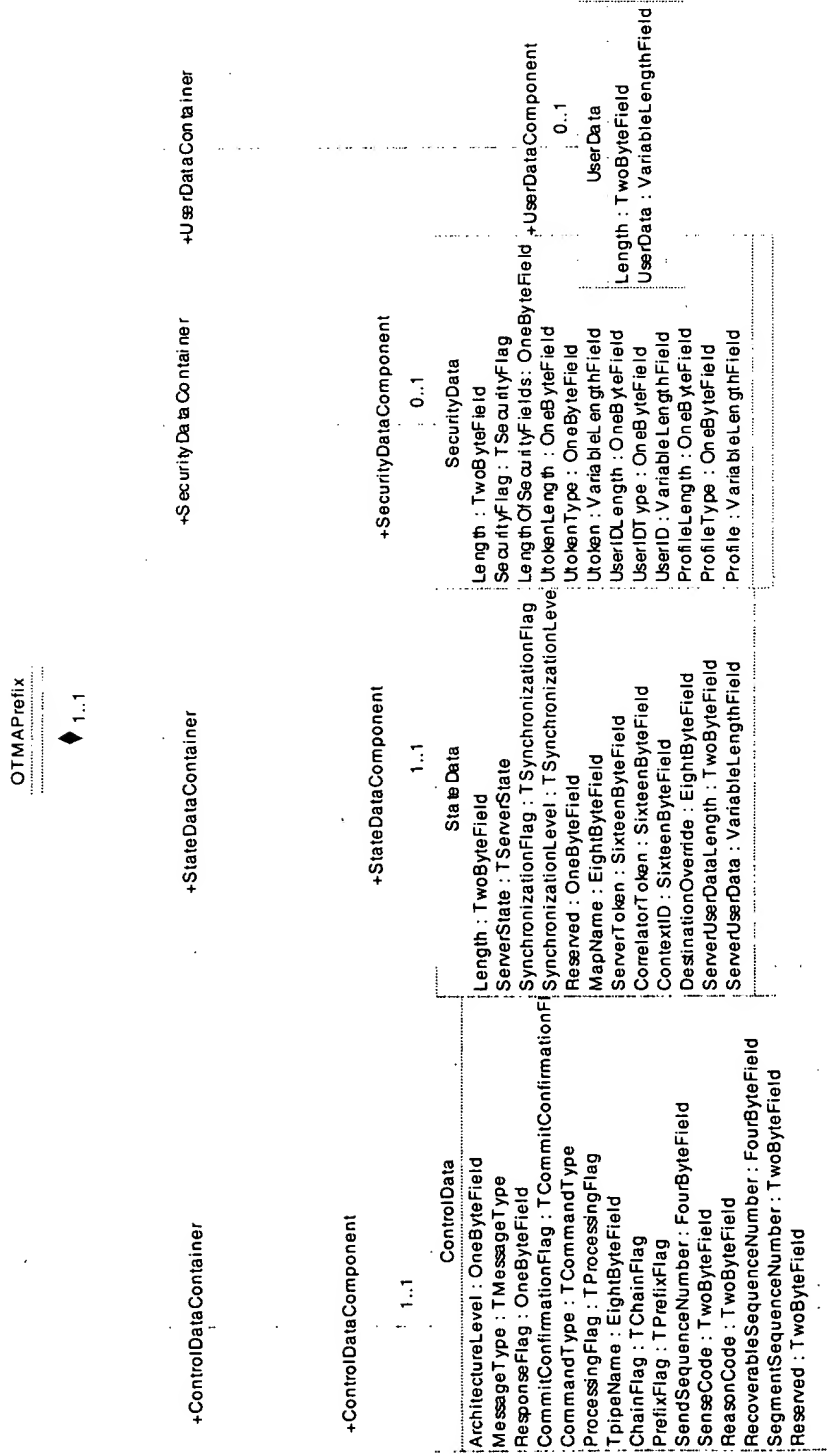 OTMAPrefix
1..1
+ControlDataContainer
+StateDataContainer
+SecurityDataContainer
+UserDataContainer
+ControlDataComponent
1..1
+StateDataComponent
1..1
+SecurityDataComponent
0..1
+UserDataComponent
0..1
ControlData
ArchitectureLevel : OneByteField
MessageType : TMessageType
ResponseFlag : OneByteField
CommitConfirmationFlag : TCommitConfirmationFl
CommandType : TCommandType
ProcessingFlag : TProcessingFlag
TpipeName : EightByteField
ChainFlag : TChainFlag
PrefixFlag : TPrefixFlag
SendSequenceNumber : FourByteField
SenseCode : TwoByteField
ReasonCode : TwoByteField
RecoverableSequenceNumber : FourByteField
SegmentSequenceNumber : TwoByteField
Reserved : TwoByteField
StateData
Length : TwoByteField
ServerState : TServerState
SynchronizationFlag : TSynchronizationFlag
SynchronizationLevel : TSynchronizationLeve
Reserved : OneByteField
MapName : EightByteField
ServerToken : SixteenByteField
CorrelatorToken : SixteenByteField
ContextID : SixteenByteField
DestinationOverride : EightByteField
ServerUserDataLength : TwoByteField
ServerUserData : VariableLengthField
SecurityData
Length : TwoByteField
SecurityFlag : TSecurityFlag
LengthOfSecurityFields: OneByteField
UtokenLength : OneByteField
UtokenType : OneByteField
Utoken : VariableLengthField
UserIDLength : OneByteField
UserIDType : OneByteField
UserID : VariableLengthField
ProfileLength : OneByteField
ProfileType : OneByteField
Profile : VariableLengthField
UserData
Length : TwoByteField
UserData : VariableLengthField